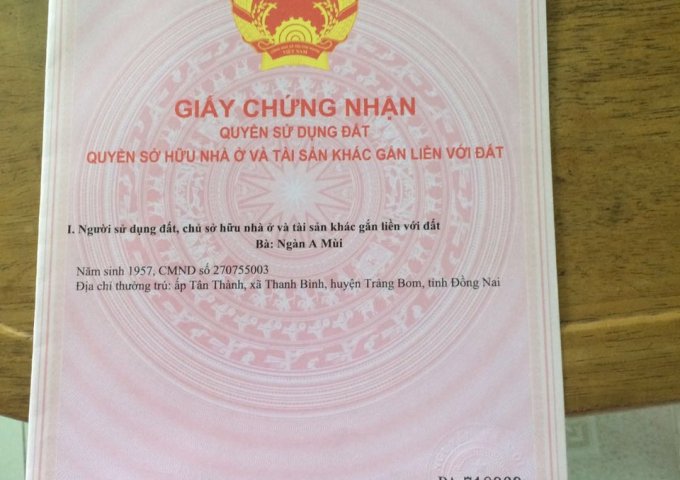 VIỆT NAM
GIẤY CHỨNG NHẬN
QUYỀN SỬ DỤNG ĐẤT
QUYỀN SỞ HỮU NHÀ Ở VÀ TÀI SẢN KHÁC GẮN LIỀN VỚI ĐẤT
I. Người sử dụng đất, chủ sở hữu nhà ở và tài sản khác gắn liền với đất
Bà: Ngàn A Mùi
Năm sinh 1957, CMND số 270755003
Địa chỉ thường trú: ấp Tân Thành, xã Thanh Bình, huyện Trảng Bom, tỉnh Đồng Nai